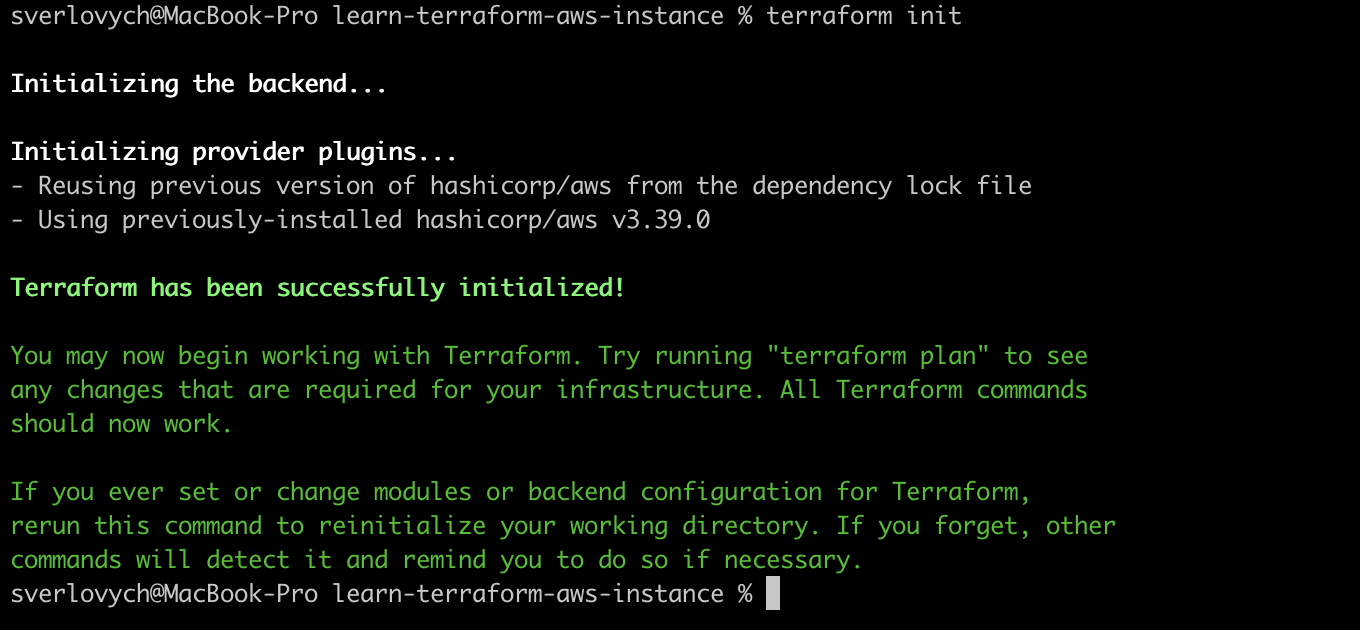 sverlovych@MacBook-Pro learn-terraform-aws-instance % terraform init
Initializing the backend...
Initializing provider plugins...
- Reusing previous version of hashicorp/aws from the dependency lock file
- Using previously-installed hashicorp/aws v3.39.0
Terraform has been successfully initialized!
You may now begin working with Terraform. Try running "terraform plan" to see
any changes that are required for your infrastructure. All Terraform commands
should now work.
If you ever set or change modules or backend configuration for Terraform,
rerun this command to reinitialize your working directory. If you forget, other
commands will detect it and remind you to do so if necessary.
sverlovych@MacBook-Pro learn-terraform-aws-instance %